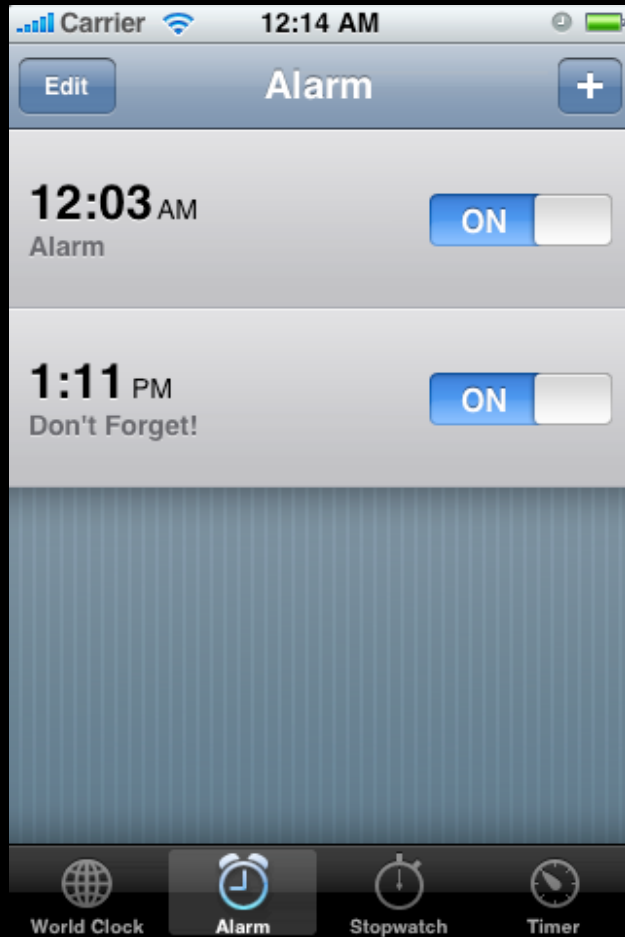 Carrier 12:14 AM
Edit Alarm +
12:03 AM
ON
Alarm
1:11 PM
ON
Don't Forget!
World Clock Alarm Stopwatch Timer